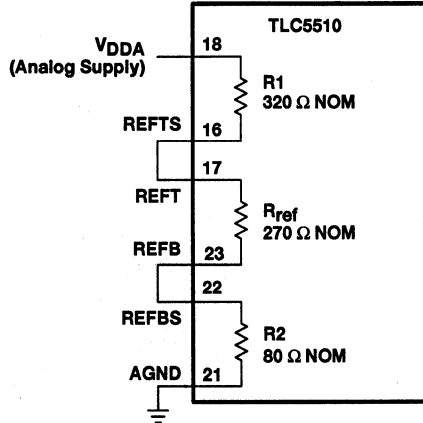 TLC5510
VDDA
(Analog Supply)
18
R1
320 Ω NOM
REFTS
16
17
REFT
Rref
270 Ω NOM
REFB
23
22
REFBS
R2
80 Ω NOM
AGND
21